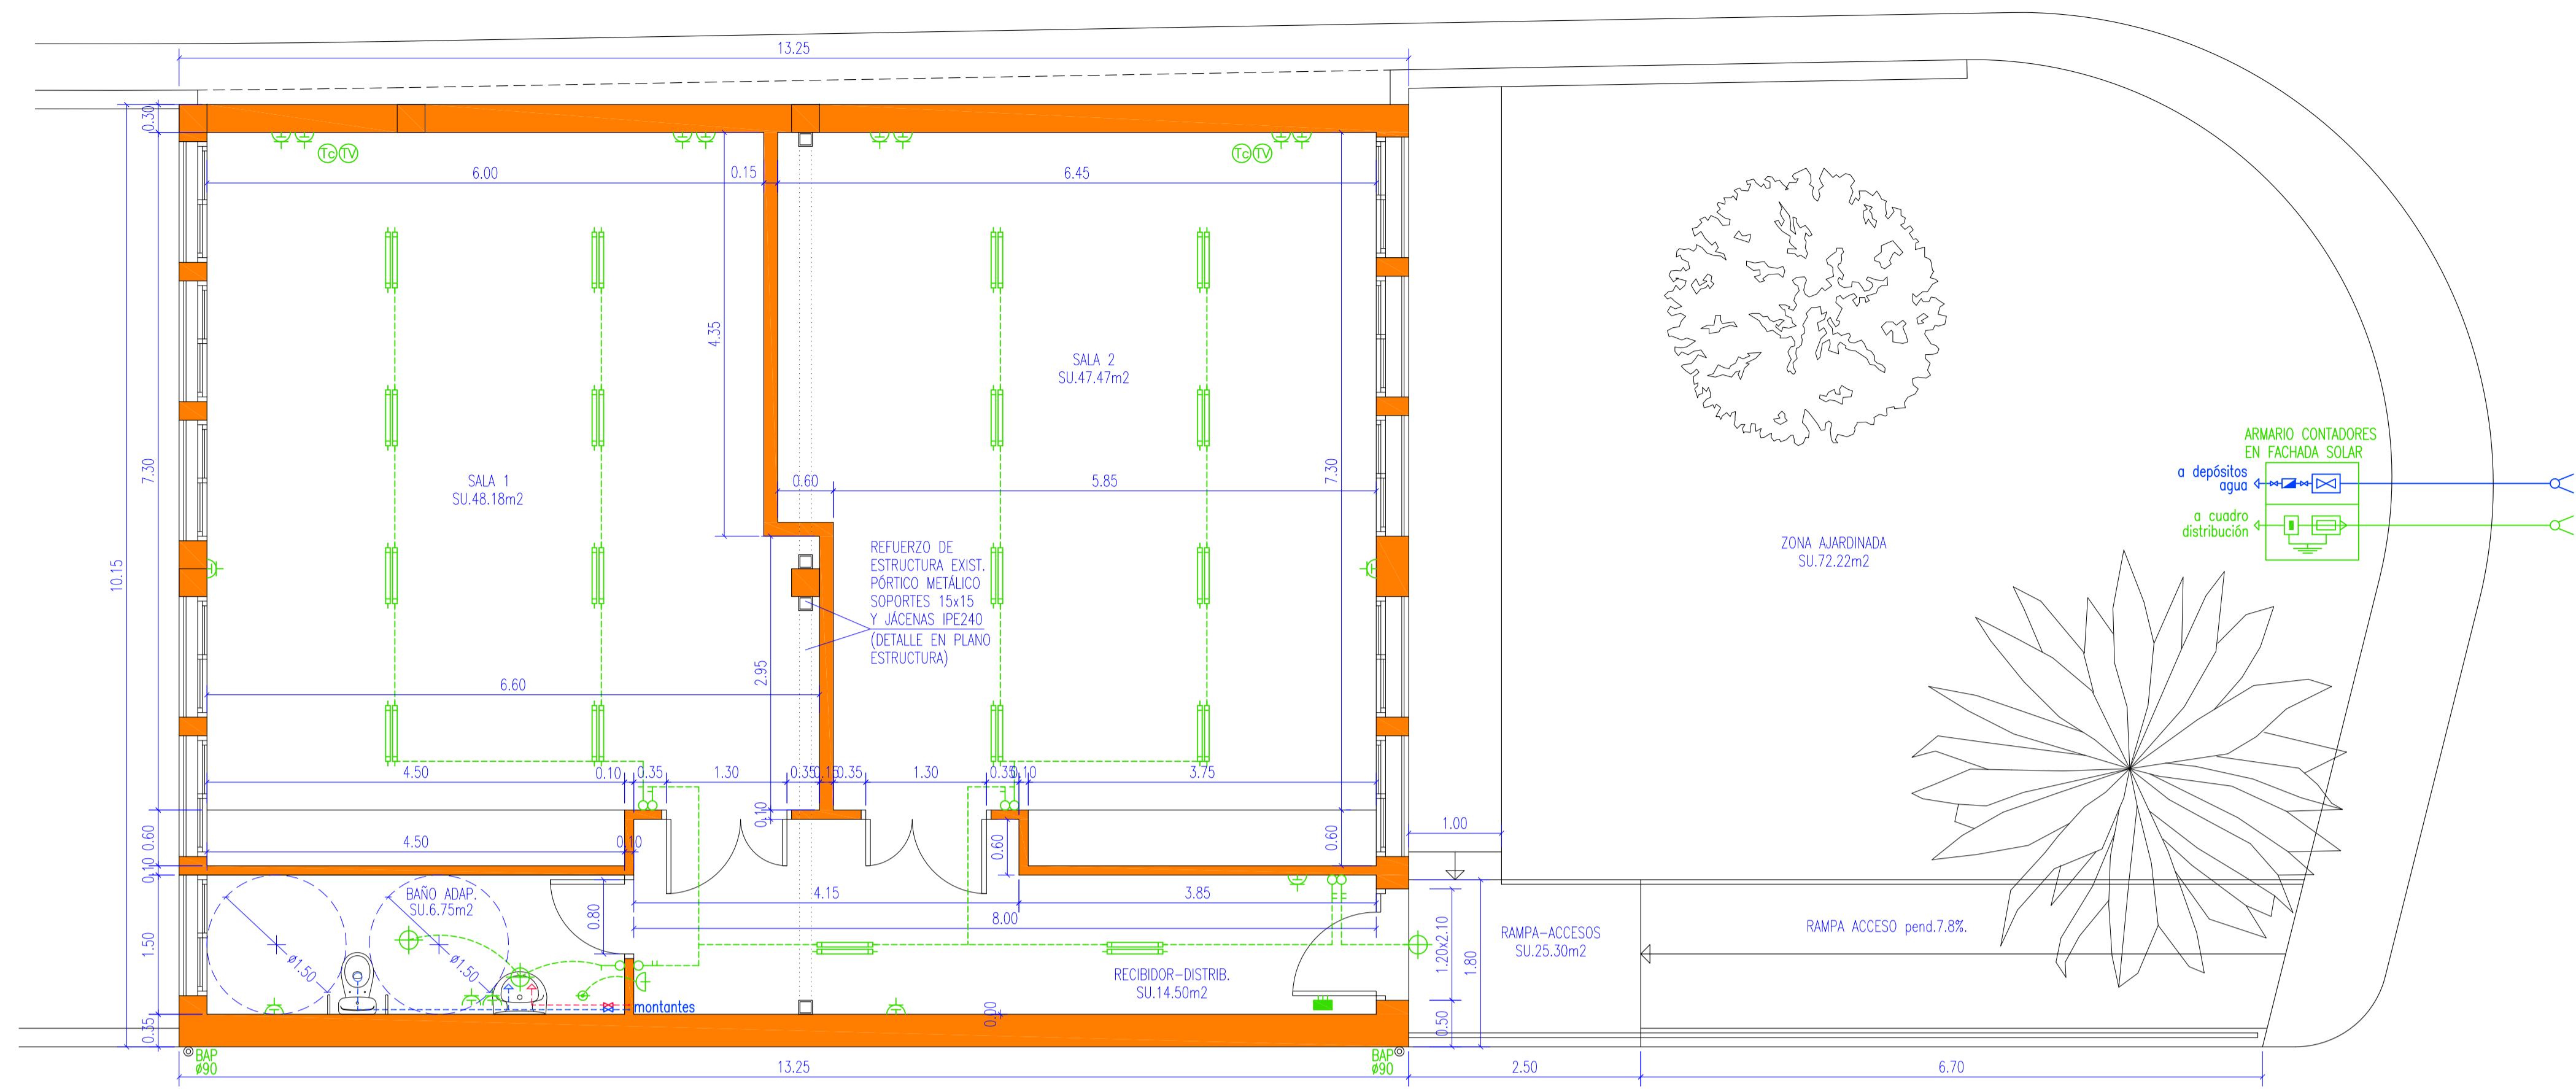 13.25
0.30
Tc TV
Tc TV
6.00
0.15
6.45
4.35
7.30
10.15
SALA 1
SU.48.18m2
SALA 2
SU.47.47m2
0.60
5.85
7.30
REFUERZO DE
ESTRUCTURA EXIST.
PÓRTICO METÁLICO
SOPORTES 15x15
Y JÁCENAS IPE240
(DETALLE EN PLANO
ESTRUCTURA)
2.95
6.60
ZONA AJARDINADA
SU.72.22m2
ARMARIO CONTADORES
EN FACHADA SOLAR
a depósitos
agua
a cuadro
distribución
4.50
0.10
0.35
1.30
0.35
0.15
0.35
1.30
0.35
0.10
3.75
0.10
0.60
0.10
4.50
0.10
0.60
0.60
1.00
BAÑO ADAP.
SU.6.75m2
0.80
4.15
3.85
8.00
1.50
ø1.50
ø1.50
RECIBIDOR-DISTRIB.
SU.14.50m2
montantes
0.00
1.20x2.10
1.80
0.50
RAMPA-ACCESOS
SU.25.30m2
RAMPA ACCESO pend.7.8%.
0.35
BAP
ø90
BAP
ø90
13.25
2.50
6.70